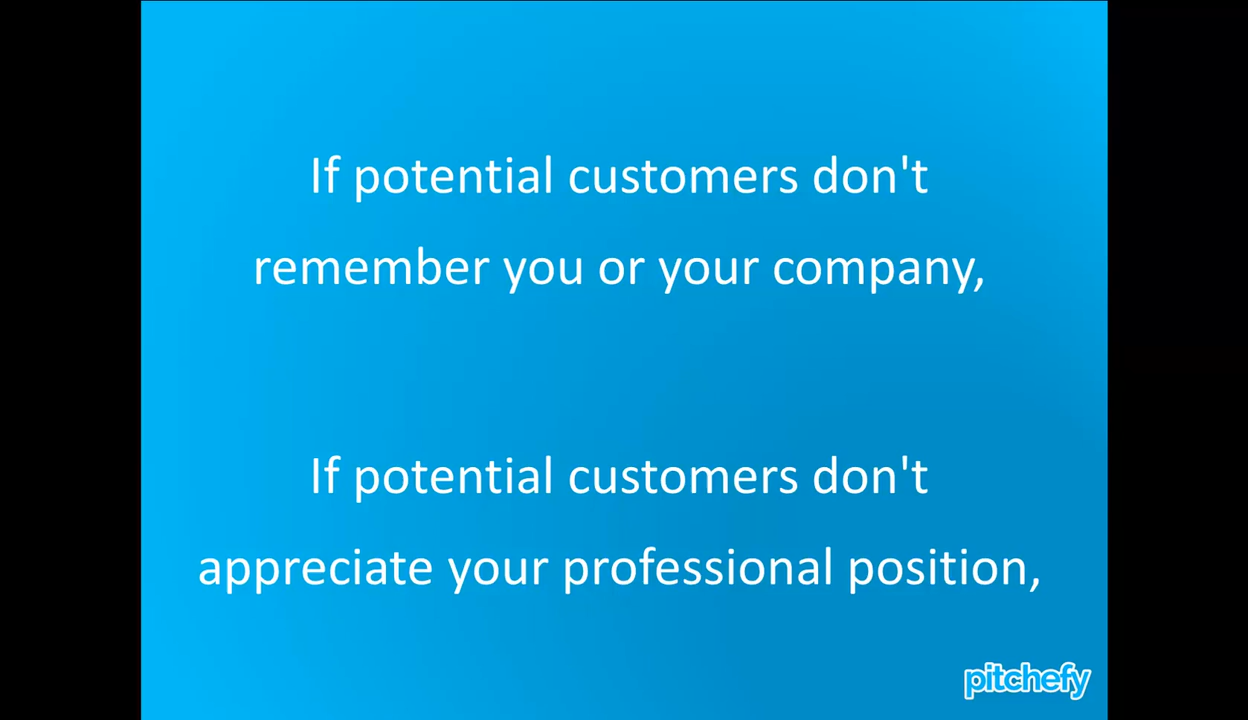 If potential customers don't
remember you or your company,
If potential customers don't
appreciate your professional position,
pitchefy